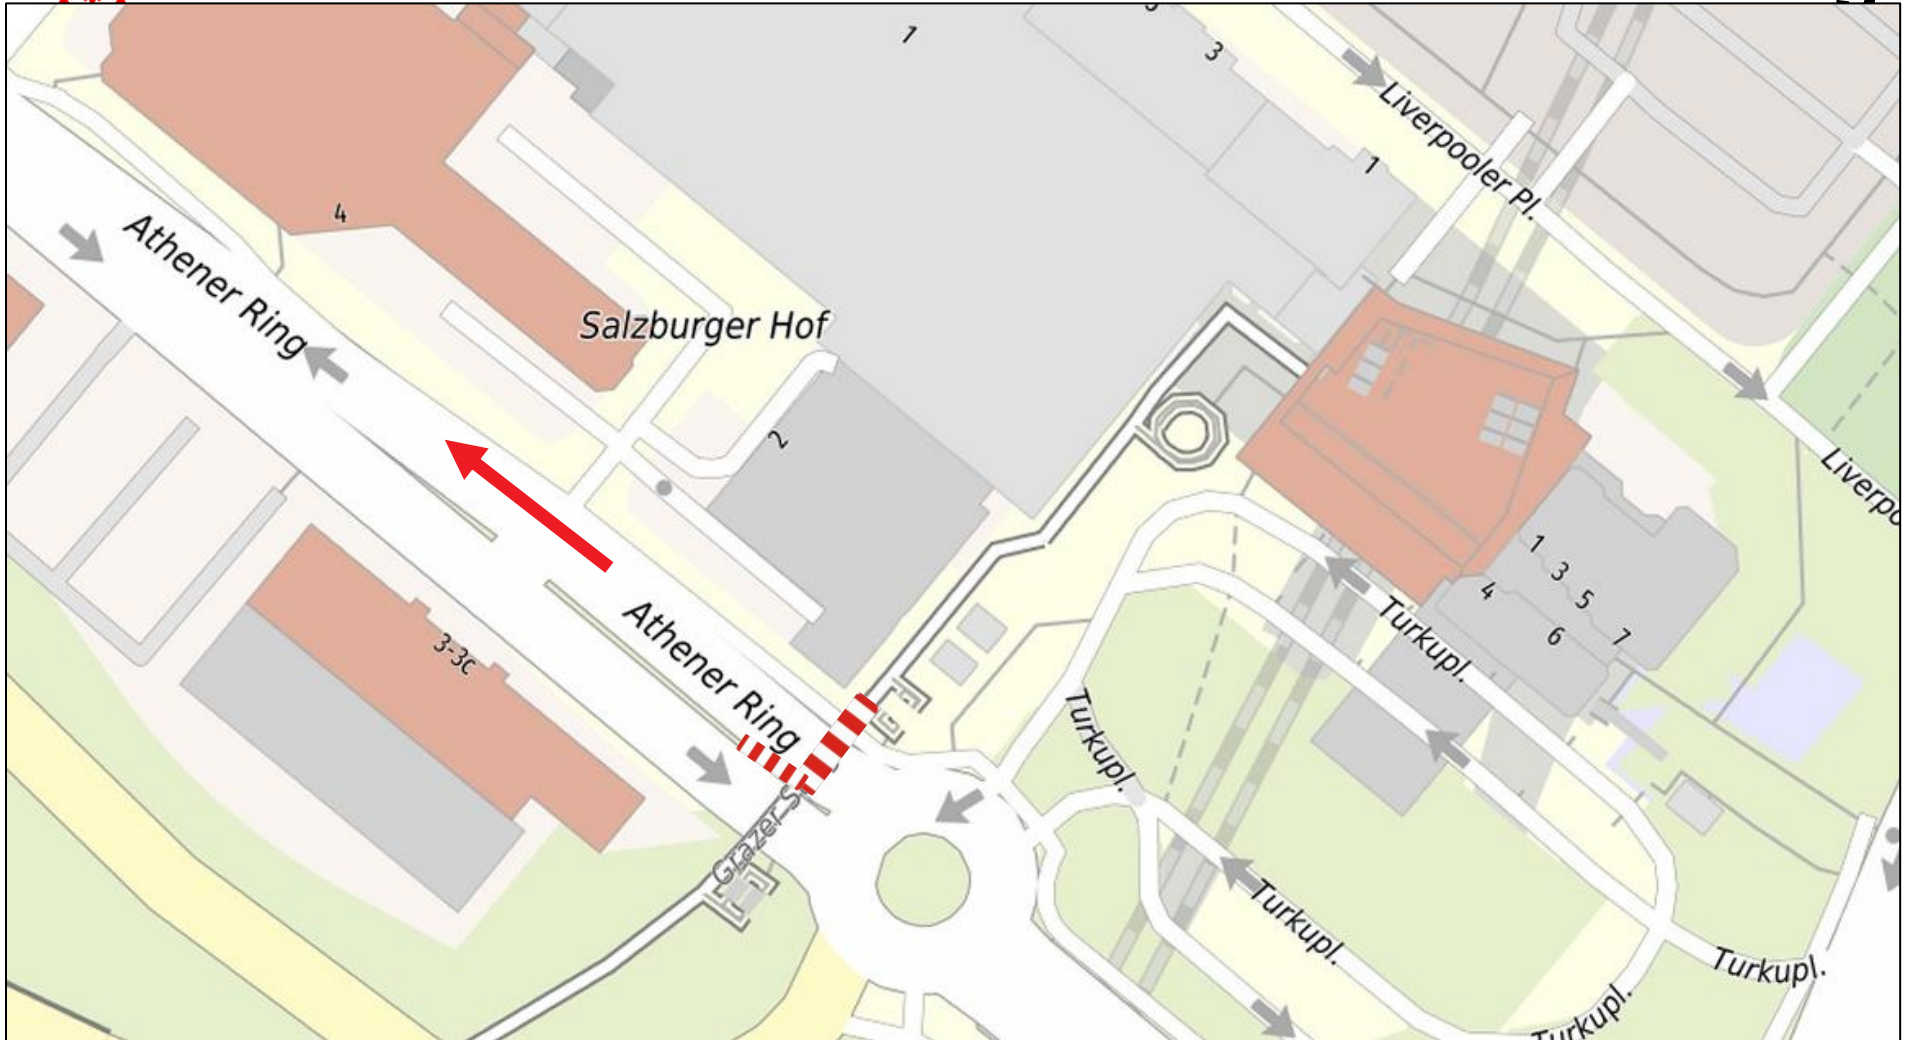 1
3
Liverpooler Pl.
1
4
Athener Ring
Salzburger Hof
2
Liverpo
1
3
5
7
4
6
Turkupl.
Athener Ring
3-3c
Turkupl.
Grazer S
Turkupl.
Turkupl.
Turkupl.